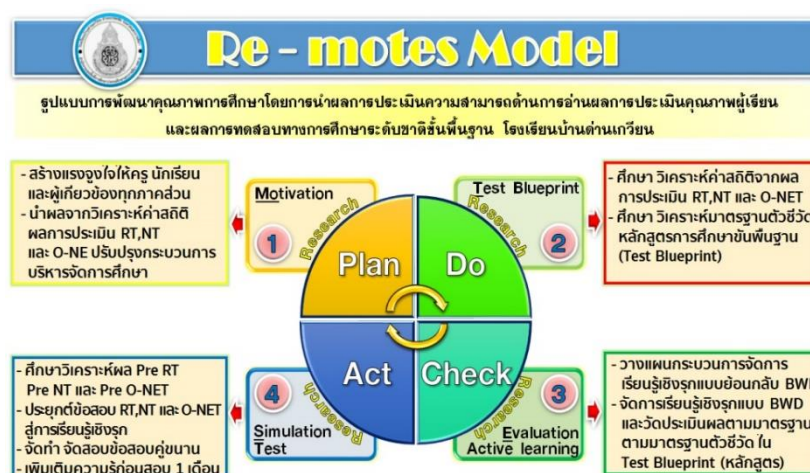 Re - motes Model
รูปแบบการพัฒนาคุณภาพการศึกษาโดยการนำผลการประเมินความสามารถด้านการอ่านผลการประเมินคุณภาพผู้เรียน
และผลการทดสอบทางการศึกษาระดับชาติขั้นพื้นฐาน โรงเรียนบ้านด่านเกวียน
- สร้างแรงจูงใจให้ครู นักเรียน
และผู้เกี่ยวข้องทุกภาคส่วน
- นำผลจากวิเคราะห์ค่าสถิติ
ผลการประเมิน RT,NT
และ O-NE ปรับปรุงกระบวนการ
บริหารจัดการศึกษา
Motivation
1
Research
Plan
Test Blueprint
2
Research
Do
- ศึกษา วิเคราะห์ค่าสถิติจากผล
การประเมิน RT,NT และ O-NET
- ศึกษา วิเคราะห์มาตรฐานตัวชี้วัด
หลักสูตรการศึกษาขั้นพื้นฐาน
(Test Blueprint)
- ศึกษาวิเคราะห์ผล Pre RT
Pre NT และ Pre O-NET
- ประยุกต์ข้อสอบ RT,NT และ O-NET
สู่การเรียนรู้เชิงรุก
- จัดทำ จัดสอบข้อสอบคู่ขนาน
- เพิ่มเติมความรู้ก่อนสอบ 1 เดือน
4
Simulation
Test
Research
Act
Check
Research
3
Evaluation
Active learning
- วางแผนกระบวนการจัดการ
เรียนรู้เชิงรุกแบบย้อนกลับ
- จัดการเรียนรู้เชิงรุกแบบ BWD
และวัดประเมินผลตามมาตรฐาน
ตามมาตรฐานตัวชี้วัด ใน
Test Blueprint (หลักสูตร)